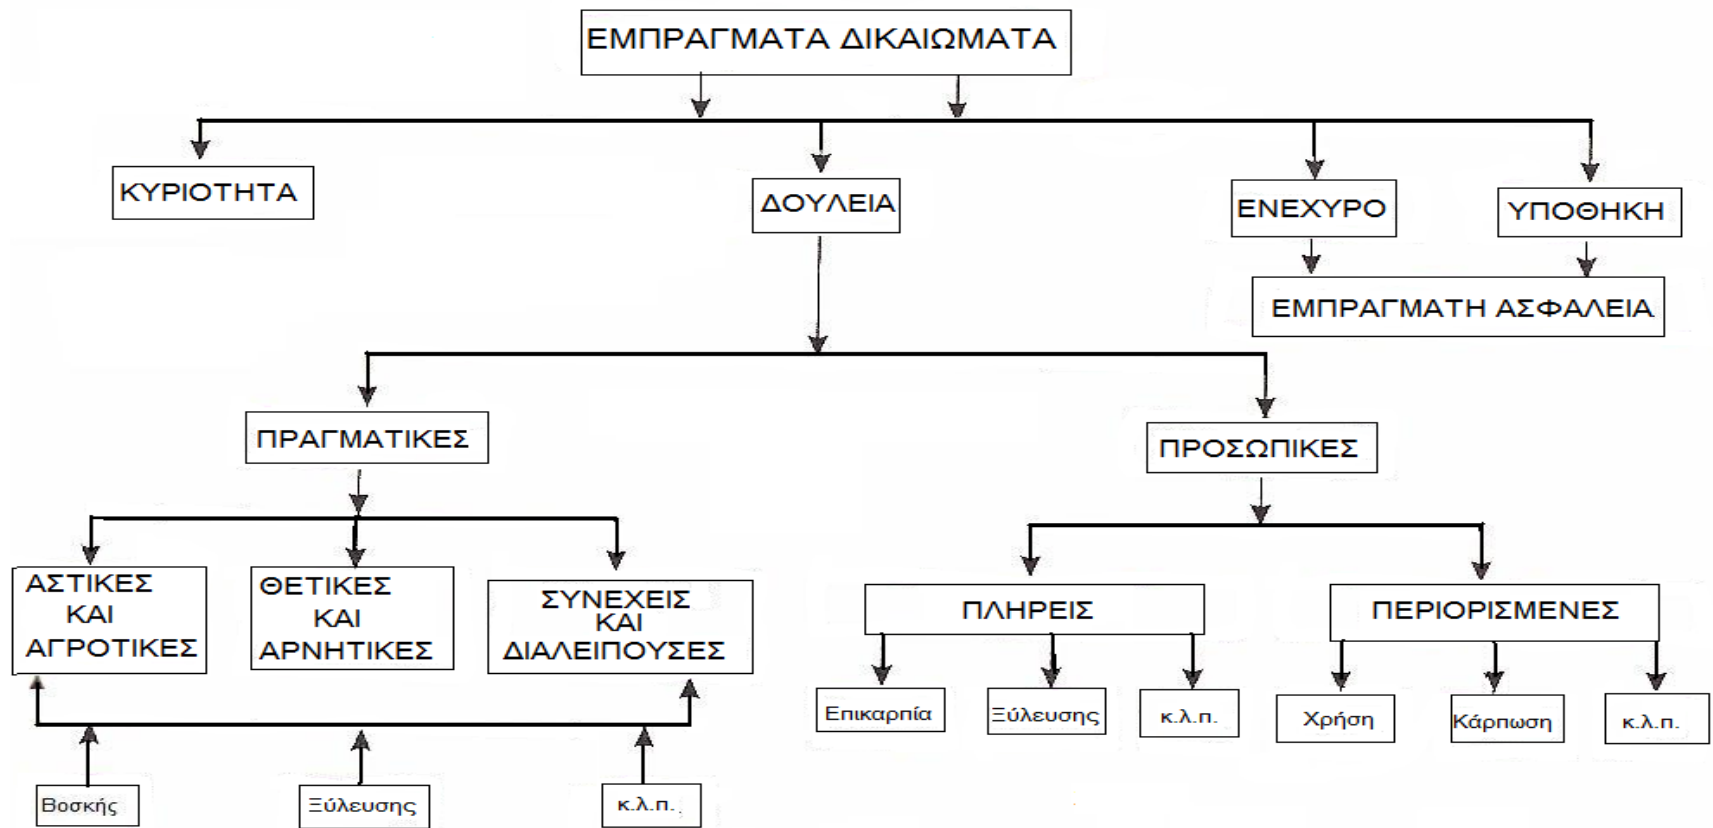 ΕΜΠΡΑΓΜΑΤΑ ΔΙΚΑΙΩΜΑΤΑ
ΚΥΡΙΟΤΗΤΑ
ΔΟΥΛΕΙΑ
ΕΝΕΧΥΡΟ
ΥΠΟΘΗΚΗ
ΕΜΠΡΑΓΜΑΤΗ ΑΣΦΑΛΕΙΑ
ΠΡΑΓΜΑΤΙΚΕΣ
ΠΡΟΣΩΠΙΚΕΣ
ΑΣΤΙΚΕΣ
ΚΑΙ
ΑΓΡΟΤΙΚΕΣ
ΘΕΤΙΚΕΣ
ΚΑΙ
ΑΡΝΗΤΙΚΕΣ
ΣΥΝΕΧΕΙΣ
ΚΑΙ
ΔΙΑΛΕΙΠΟΥΣΕΣ
ΠΛΗΡΕΙΣ
ΠΕΡΙΟΡΙΣΜΕΝΕΣ
Επικαρπία
Ξύλευσης
κ.λ.π.
Χρήση
Κάρπωση
κ.λ.π.
Βοσκής
Ξύλευσης
κ.λ.π.